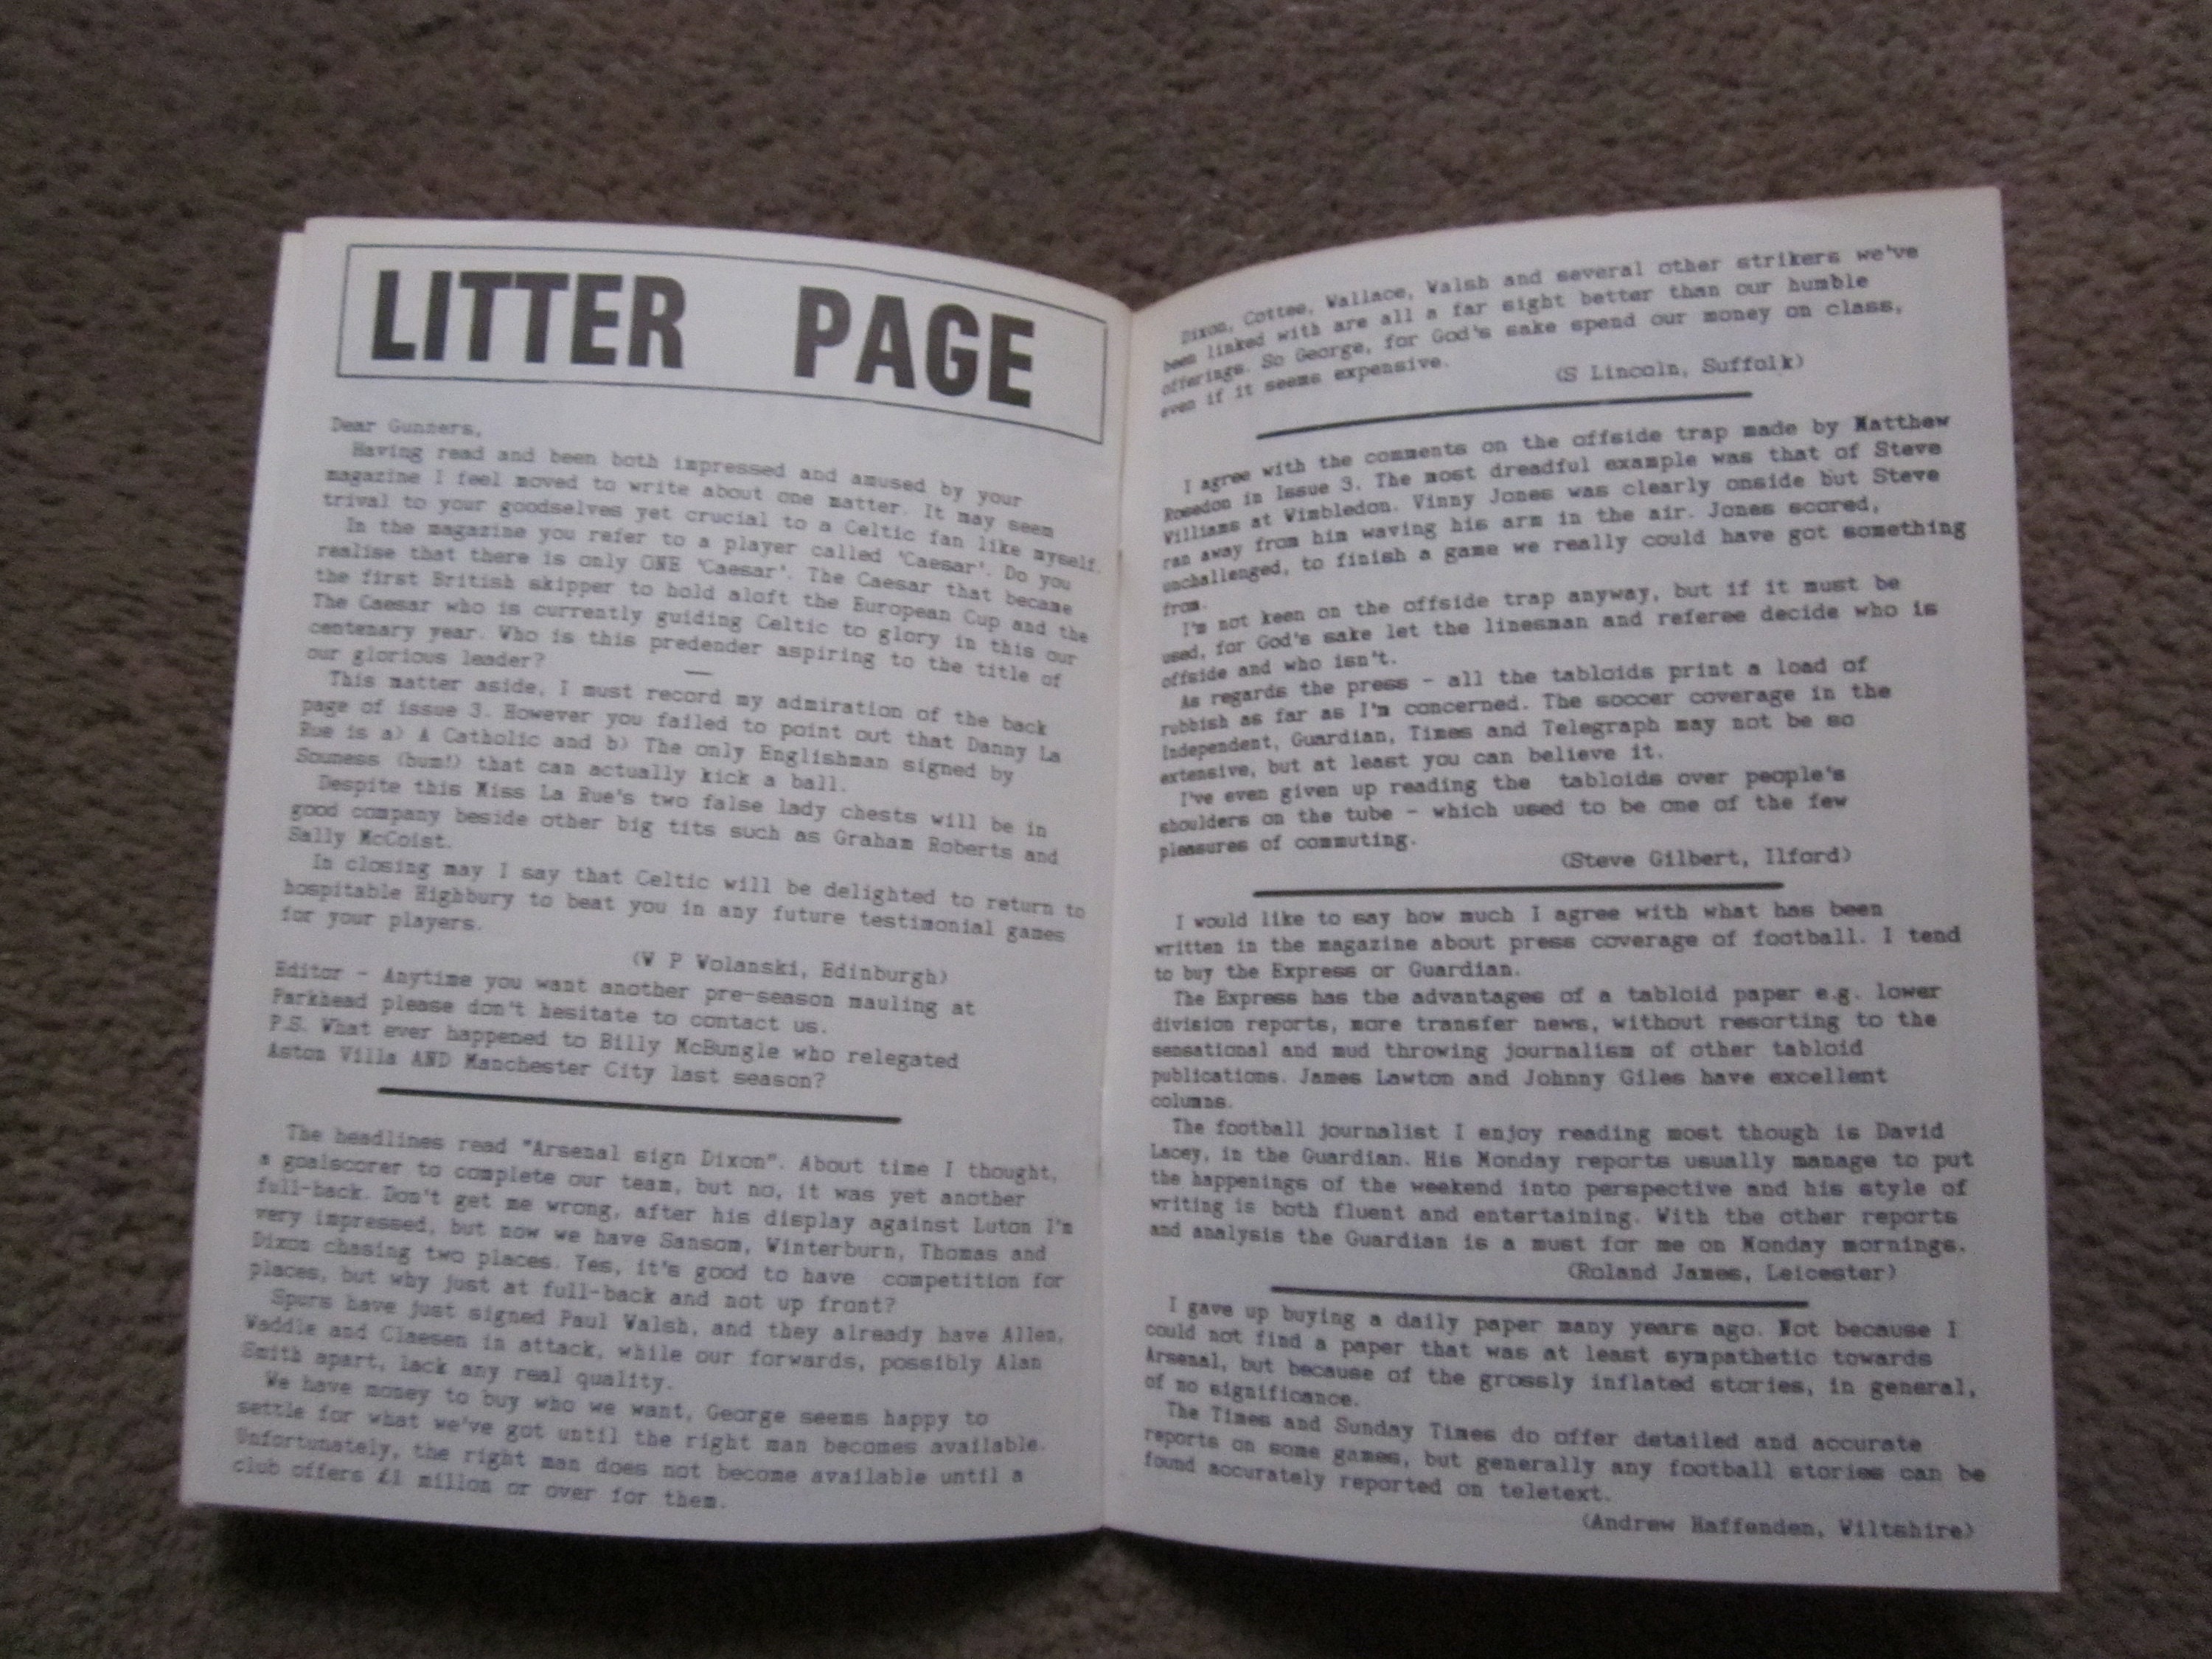 LITTER PAGE
Dear Gunners,
Having read and been both impressed and amused by your
magazine I feel moved to write about one matter. It may seem
trival to your goodselves yet crucial to a Celtic fan like myself.
In the magazine you refer to a player called 'Caesar'. Do you
realise that there is only ONE 'Caesar'. The Caesar that became
the first British skipper to hold aloft the European Cup and the
The Caesar who is currently guiding Celtic to glory in this our
centenary year. Who is this predender aspiring to the title of
our glorious leader?
This matter aside, I must record my admiration of the back
page of issue 3. However you failed to point out that Danny La
Rue is a) A Catholic and b) The only Englishman signed by
Souness (bum!) that can actually kick a ball.
Despite this Miss La Rue's two false lady chests will be in
good company beside other big tits such as Graham Roberts and
Sally McCoist.
In closing may I say that Celtic will be delighted to return to
hospitable Highbury to beat you in any future testimonial games
for your players.
(W P Wolanski, Edinburgh)
Editor - Anytime you want another pre-season mauling at
Parkhead please don't hesitate to contact us.
P.S. What ever happened to Billy McBungle who relegated
Aston Villa AND Manchester City last season?
The headlines read "Arsenal sign Dixon". About time I thought,
a goalscorer to complete our team, but no, it was yet another
full-back. Don't get me wrong, after his display against Luton I'm
very impressed, but now we have Sansom, Winterburn, Thomas and
Dixon chasing two places. Yes, it's good to have competition for
places, but why just at full-back and not up front?
Spurs have just signed Paul Walsh, and they already have Allen,
Waddle and Claesen in attack, while our forwards, possibly Alan
Smith apart, lack any real quality.
We have money to buy who we want, George seems happy to
settle for what we've got until the right man becomes available.
Unfortunately, the right man does not become available until a
club offers £1 millon or over for them.
Dixon, Cottee, Wallace, Walsh and several other strikers we've
been linked with are all a far sight better than our humble
offerings. So George, for God's sake spend our money on class,
even if it seems expensive.
(S Lincoln, Suffolk)
I agree with the comments on the offside trap made by Matthew
Rosedon in Issue 3. The most dreadful example was that of Steve
Williams at Wimbledon. Vinny Jones was clearly onside but Steve
ran away from him waving his arm in the air. Jones scored,
unchallenged, to finish a game we really could have got something
from.
I'm not keen on the offside trap anyway, but if it must be
used, for God's sake let the linesman and referee decide who is
offside and who isn't.
As regards the press - all the tabloids print a load of
rubbish as far as I'm concerned. The soccer coverage in the
Independent, Guardian, Times and Telegraph may not be so
extensive, but at least you can believe it.
I've even given up reading the tabloids over people's
shoulders on the tube - which used to be one of the few
pleasures of commuting.
(Steve Gilbert, Ilford)
I would like to say how much I agree with what has been
written in the magazine about press coverage of football. I tend
to buy the Express or Guardian.
The Express has the advantages of a tabloid paper e.g. lower
division reports, more transfer news, without resorting to the
sensational and mud throwing journalism of other tabloid
publications. James Lawton and Johnny Giles have excellent
columns.
The football journalist I enjoy reading most though is David
Lacey, in the Guardian. His Monday reports usually manage to put
the happenings of the weekend into perspective and his style of
writing is both fluent and entertaining. With the other reports
and analysis the Guardian is a must for me on Monday mornings.
(Roland James, Leicester)
I gave up buying a daily paper many years ago. Not because I
could not find a paper that was at least sympathetic towards
Arsenal, but because of the grossly inflated stories, in general,
of no significance.
The Times and Sunday Times do offer detailed and accurate
reports on some games, but generally any football stories can be
found accurately reported on teletext.
(Andrew Haffenden, Wiltshire)